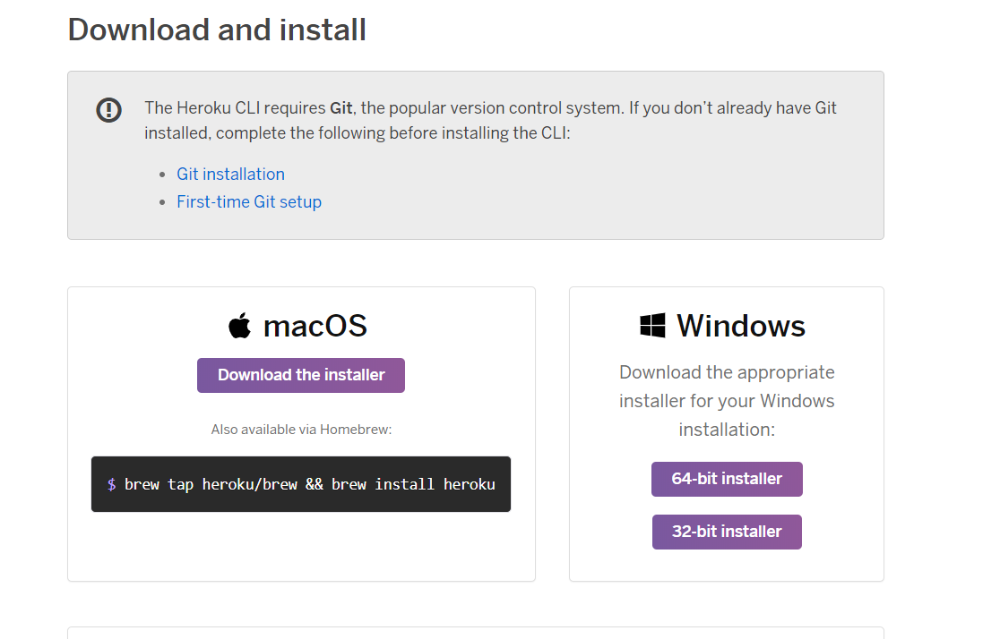 Download and install
The Heroku CLI requires Git, the popular version control system. If you don’t already have Git
installed, complete the following before installing the CLI:
Git installation
First-time Git setup
macOS
Download the installer
Also available via Homebrew:
$ brew tap heroku/brew && brew install heroku
Windows
Download the appropriate
installer for your Windows
installation:
64-bit installer
32-bit installer